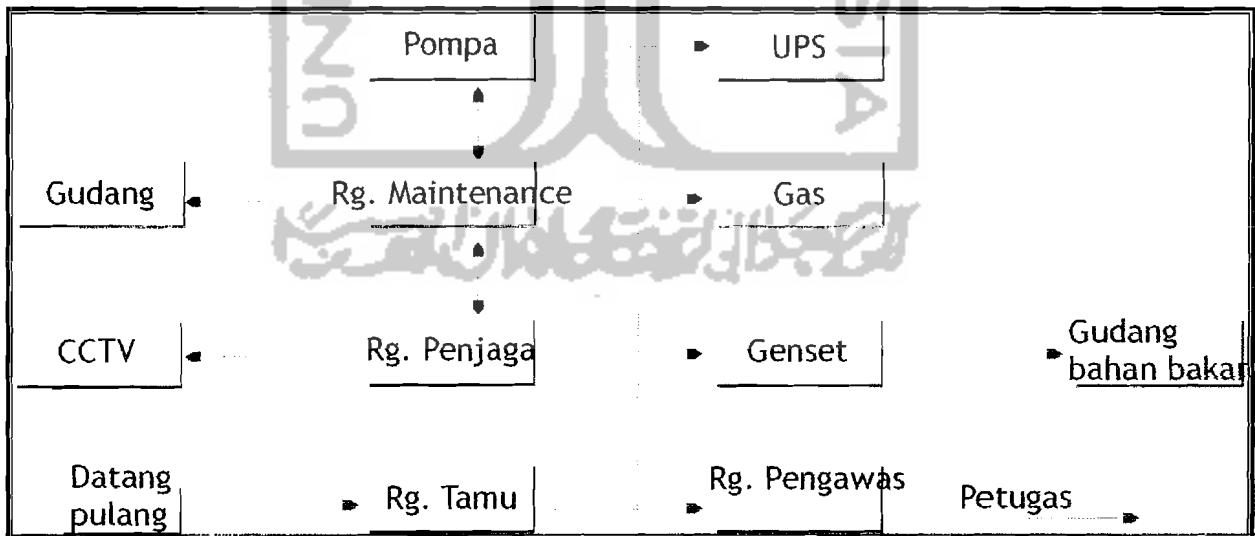 Pompa
UPS
Gudang
Rg. Maintenance
Gas
CCTV
Rg. Penjaga
Genset
Gudang
bahan bakar
Datang
pulang
Rg. Tamu
Rg. Pengawas
Petugas